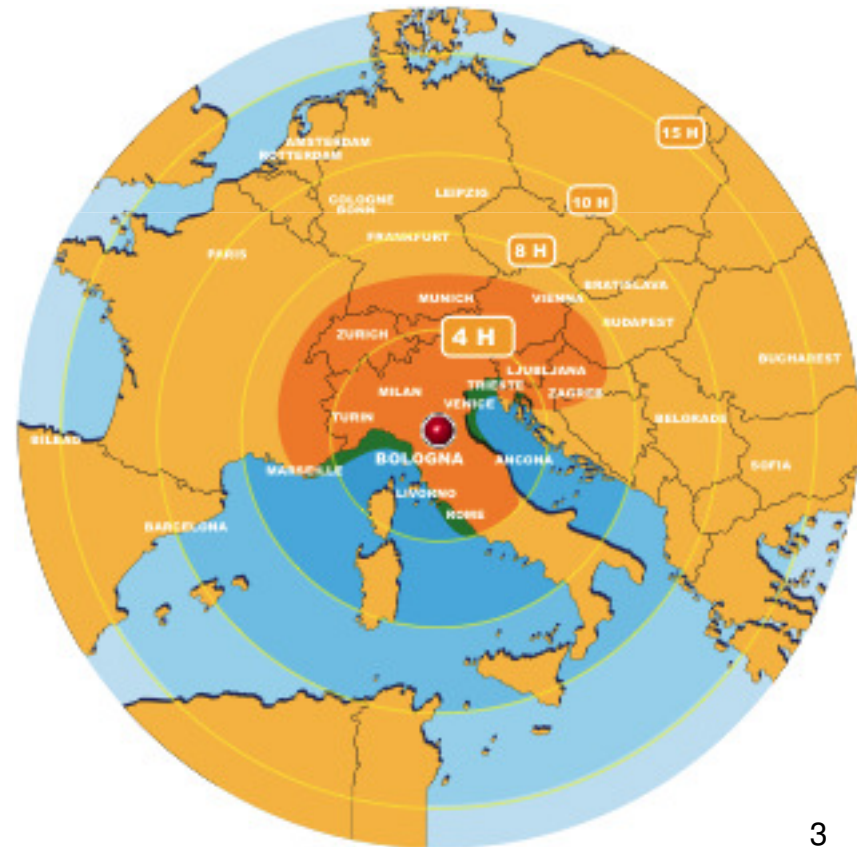 15 H
AMSTERDAM
ROTTERDAM
LEIPZIG
COLOGNE
BONN
10 H
FRANKFURT
8 H
PARIS
BRATISLAVA
MUNICH
VIENNA
BUDAPEST
ZURICH
4 H
BUCHAREST
LJUBLJANA
TRIESTE
MILAN
ZAGREB
VENICE
TURIN
BELGRADE
BILBAO
BOLOGNA
ANCONA
SOFIA
MARSEILLE
LIVORNO
ROME
BARCELONA
3